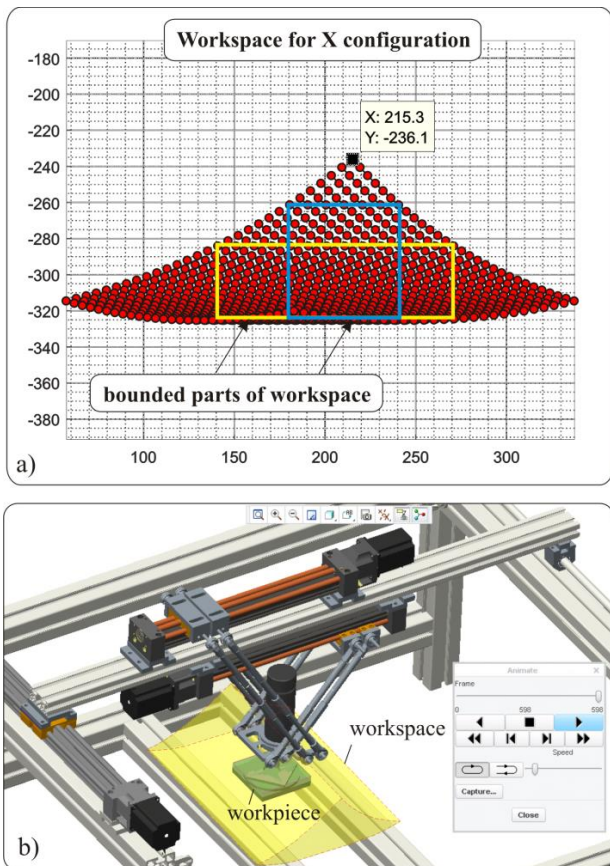 Workspace for X configuration
-180
-200
-220
-240
-260
-280
-300
-320
-340
-360
-380
X: 215.3
Y: -236.1
bounded parts of workspace
100
150
200
250
300
a)
Animate
Frame
0
598
598
Speed
Capture...
Close
workspace
workpiece
b)